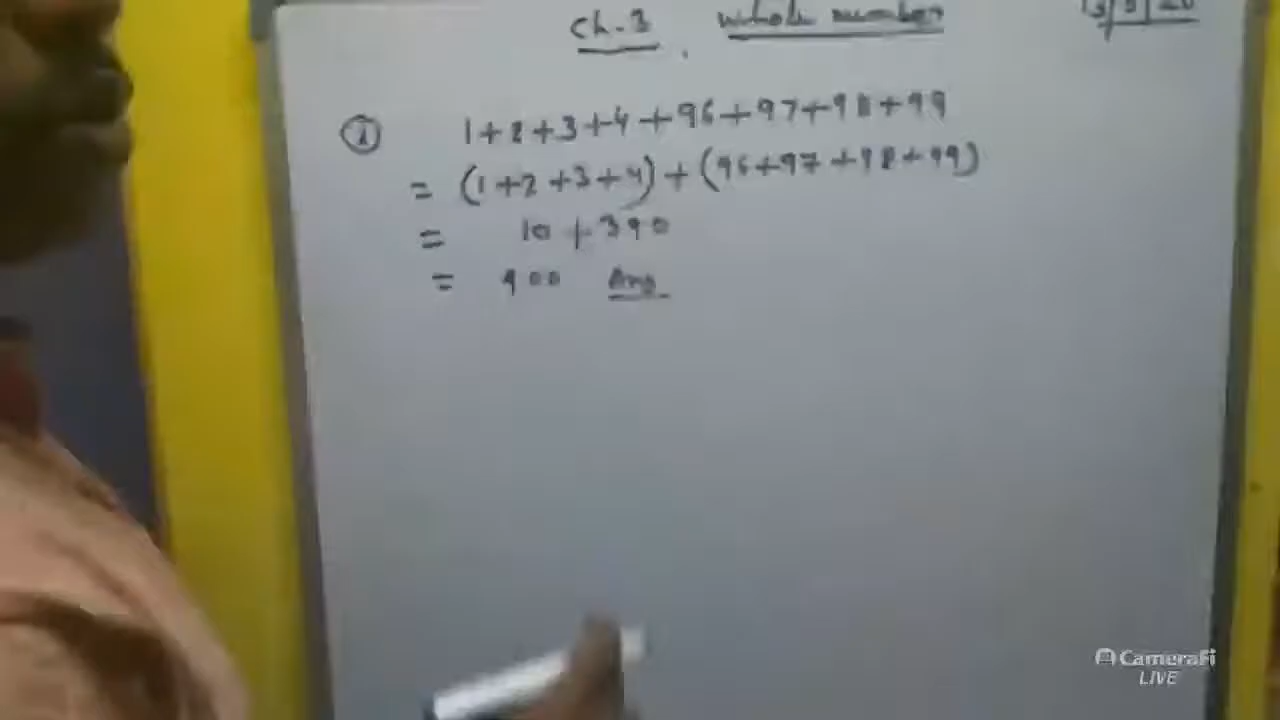 Ch. 3 whole number
① 1+2+3+4+96+97+98+99
= (1+2+3+4)+(96+97+98+99)
= 10+390
= 400 Ans
CameraFi
LIVE